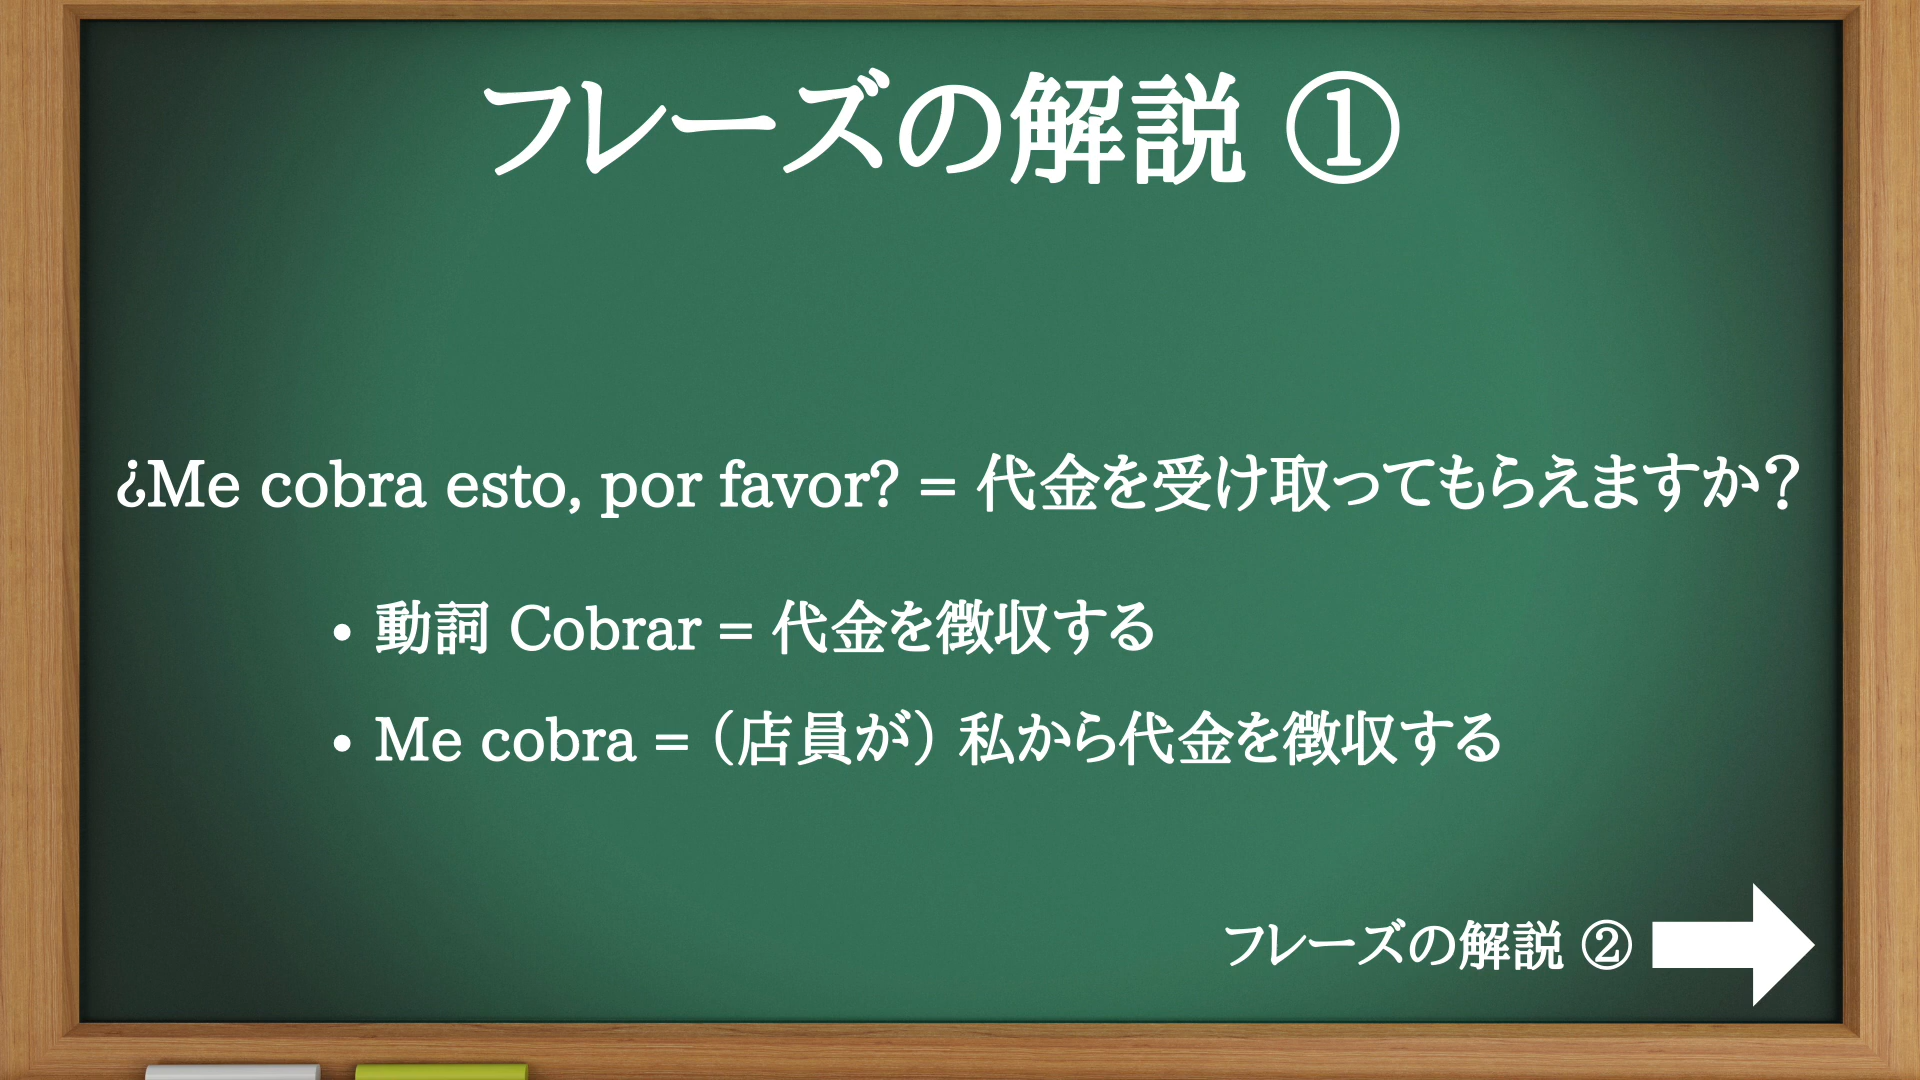 フレーズの解説 ①
¿Me cobra esto, por favor? = 代金を受け取ってもらえますか？
• 動詞 Cobrar = 代金を徴収する
• Me cobra =（店員が）私から代金を徴収する
フレーズの解説 ②